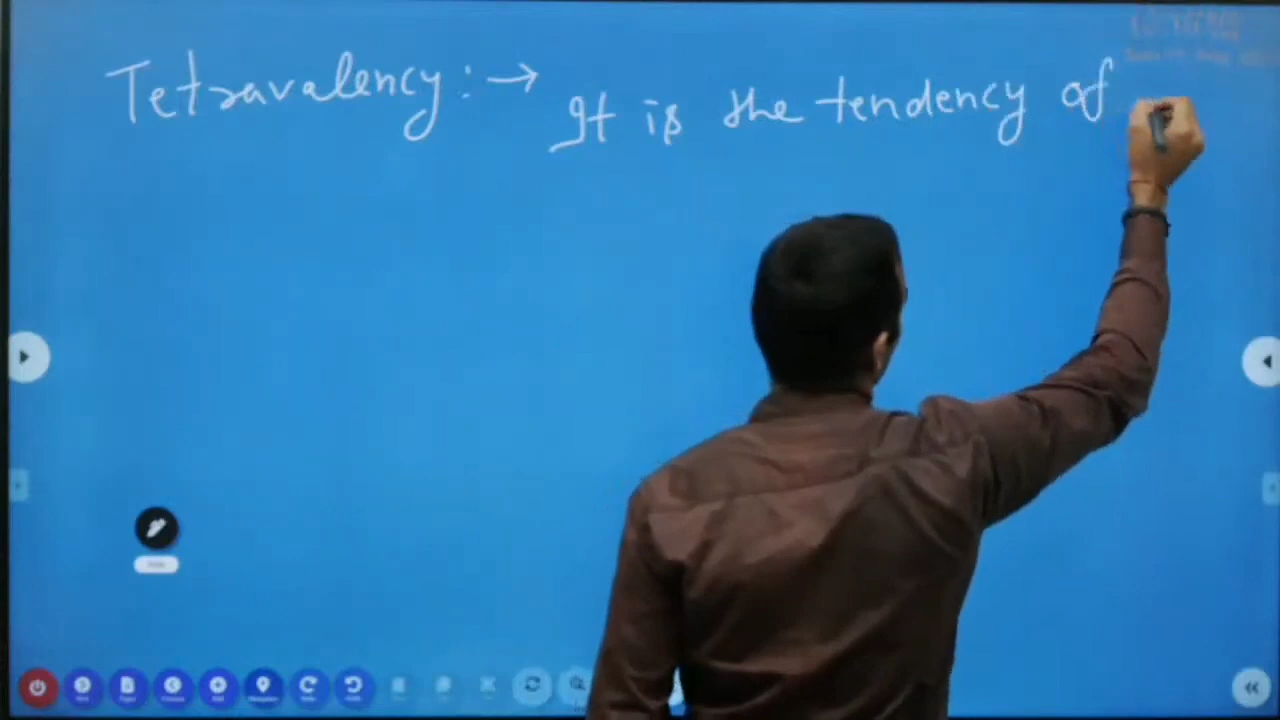 Tetravalency :→ It is the tendency of